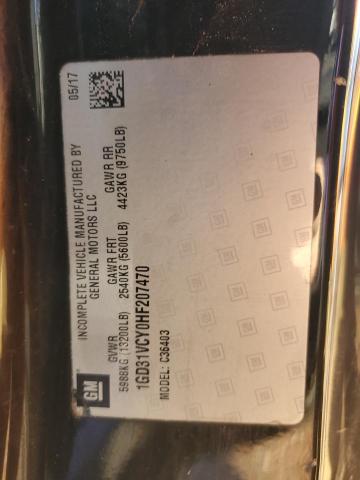 GM
INCOMPLETE VEHICLE MANUFACTURED BY
GENERAL MOTORS LLC
05/17
GVWR GAWR FRT GAWR RR
5988KG (13200LB) 2540KG (5600LB) 4423KG (9750LB)
1GD31VCY0HF207470
MODEL: C36403